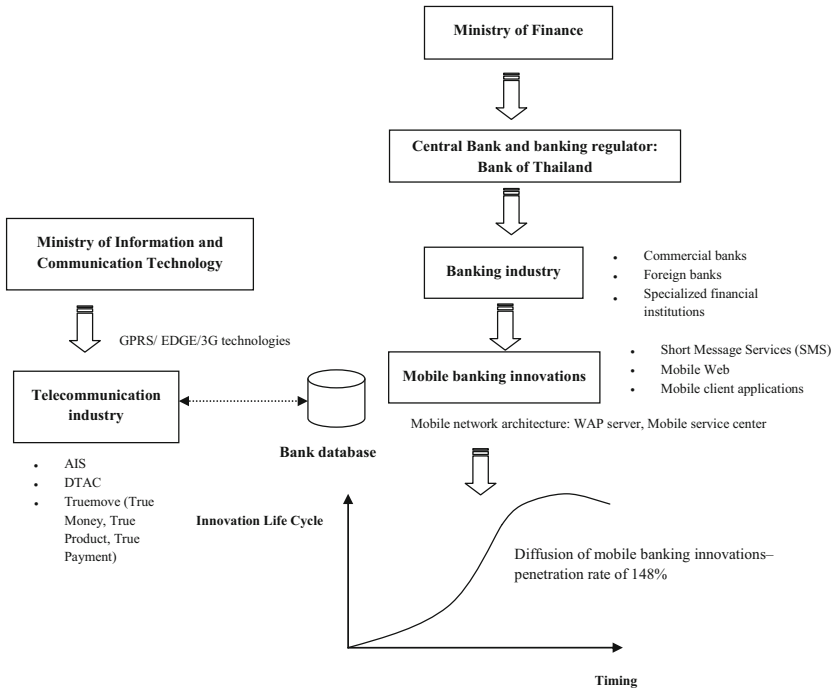 Ministry of Finance
Central Bank and banking regulator:
Bank of Thailand
Ministry of Information and
Communication Technology
Banking industry
• Commercial banks
• Foreign banks
• Specialized financial
institutions
GPRS/ EDGE/3G technologies
Mobile banking innovations
• Short Message Services (SMS)
• Mobile Web
• Mobile client applications
Telecommunication
industry
Mobile network architecture: WAP server, Mobile service center
Bank database
• AIS
• DTAC
• Truemove (True
Money, True
Product, True
Payment)
Innovation Life Cycle
Diffusion of mobile banking innovations–
penetration rate of 148%
Timing